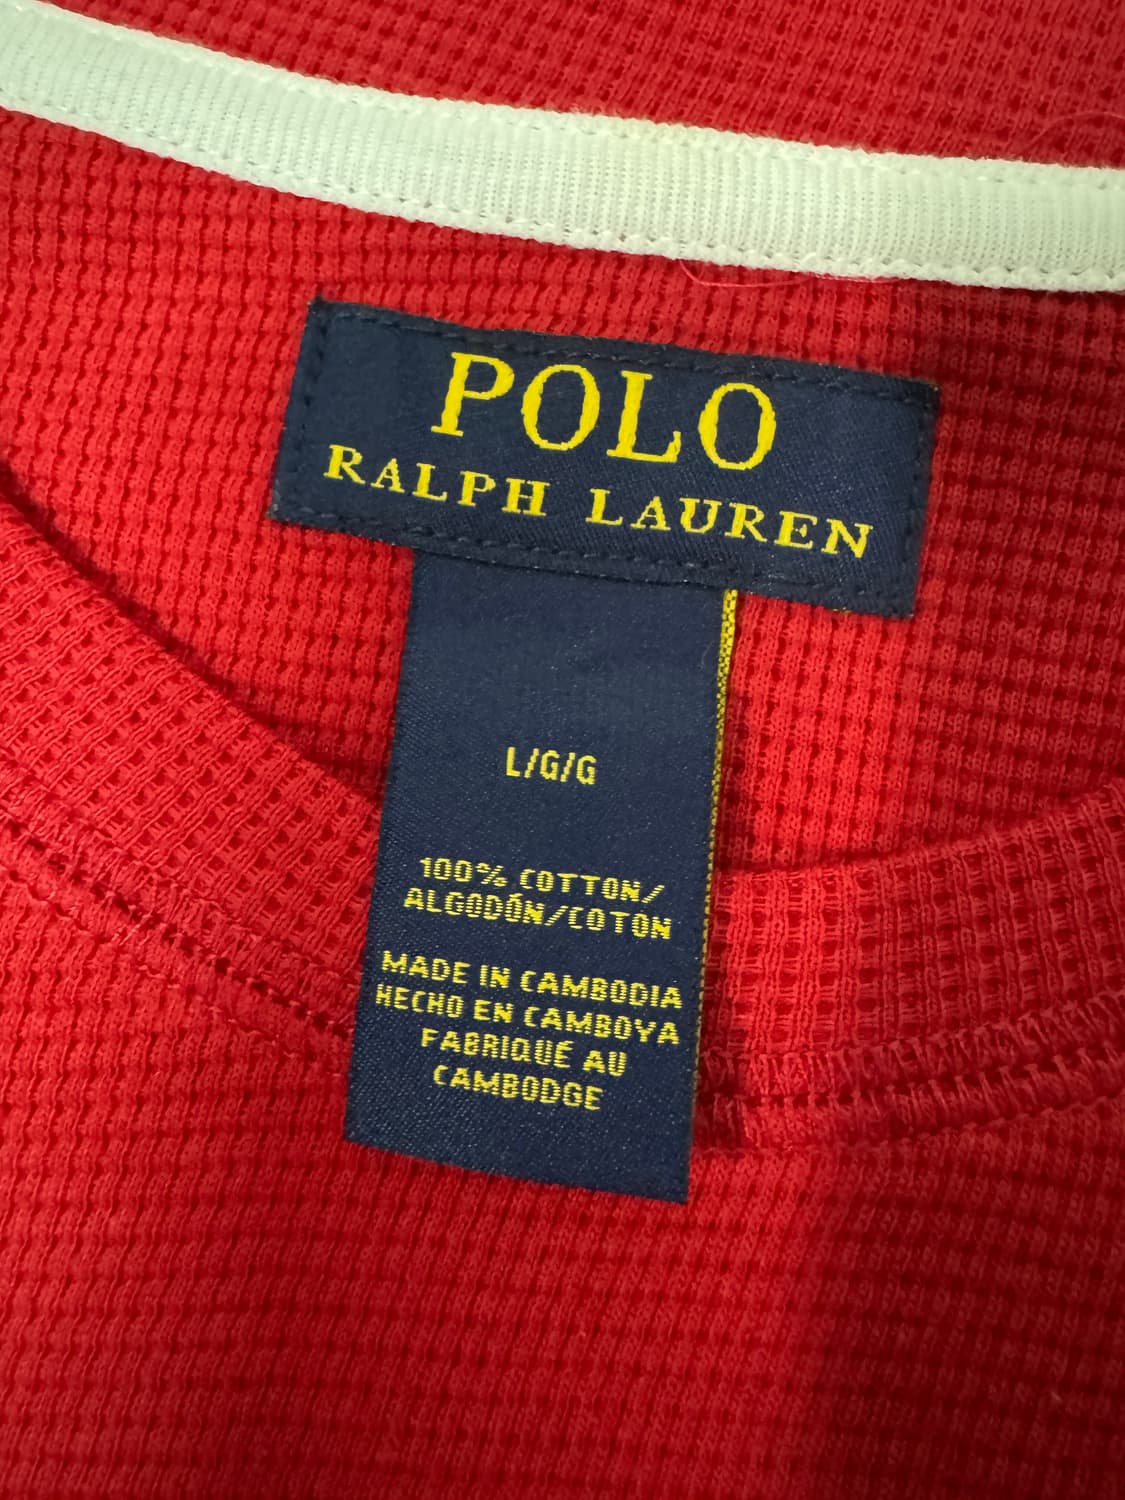 POLO
RALPH LAUREN
L/G/G
100% COTTON/
ALGODÓN/COTON
MADE IN CAMBODIA
HECHO EN CAMBOYA
FABRIQUÉ AU
CAMBODGE